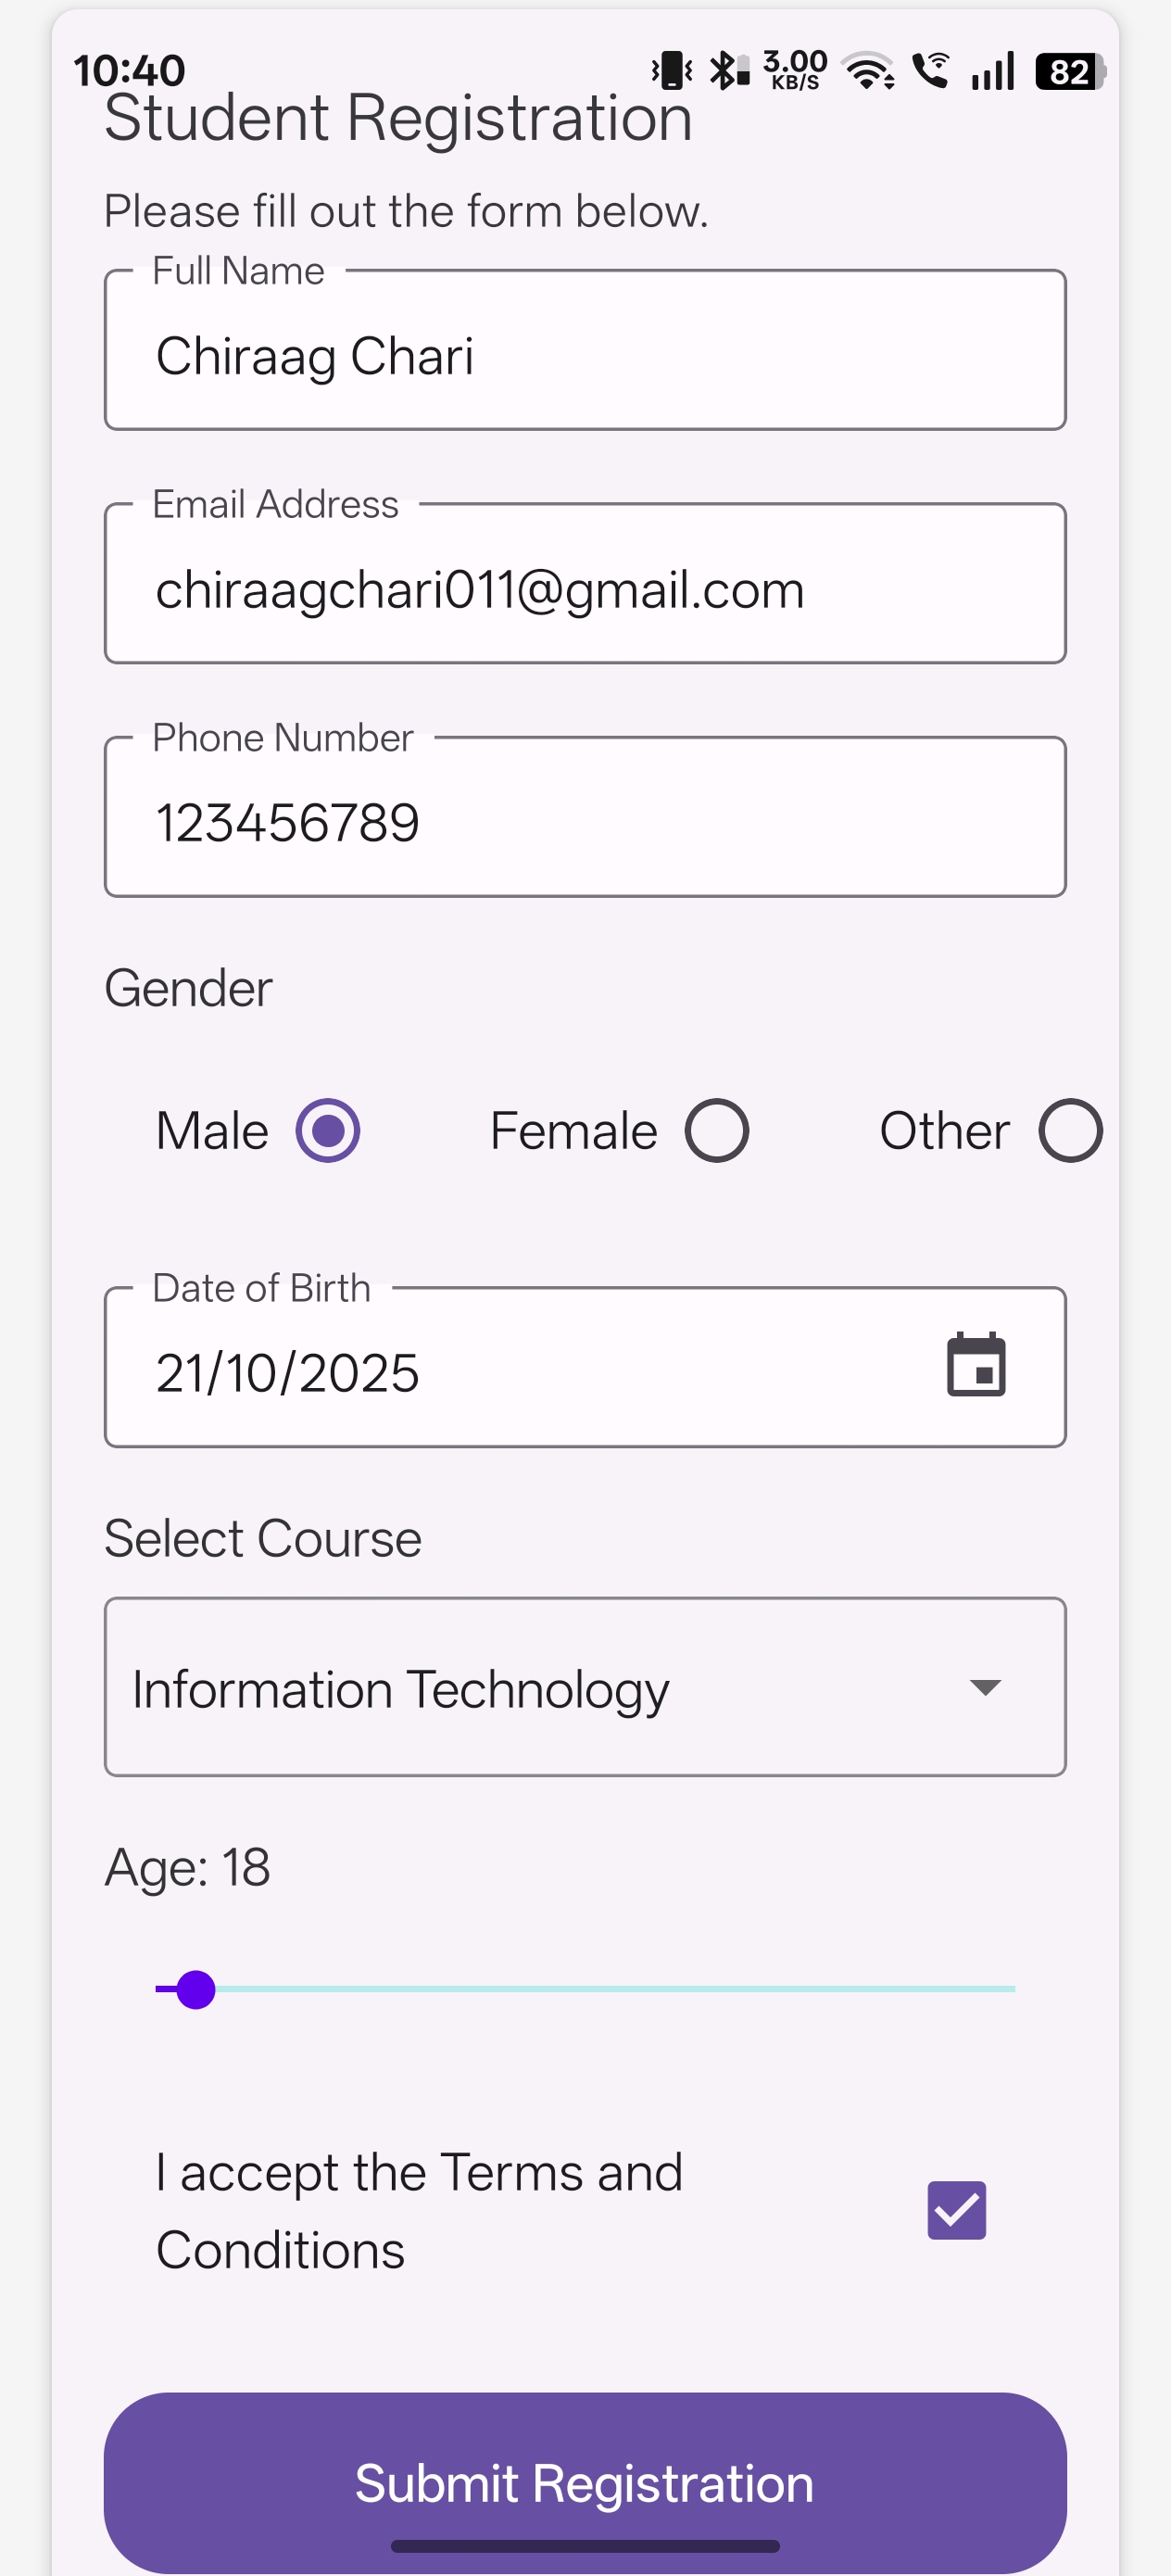 10:40
3.00
KB/S
82
Student Registration
Please fill out the form below.
Full Name
Chiraag Chari
Email Address
chiraagchari011@gmail.com
Phone Number
123456789
Gender
Male Female Other
Date of Birth
21/10/2025
Select Course
Information Technology
Age: 18
I accept the Terms and
Conditions
Submit Registration